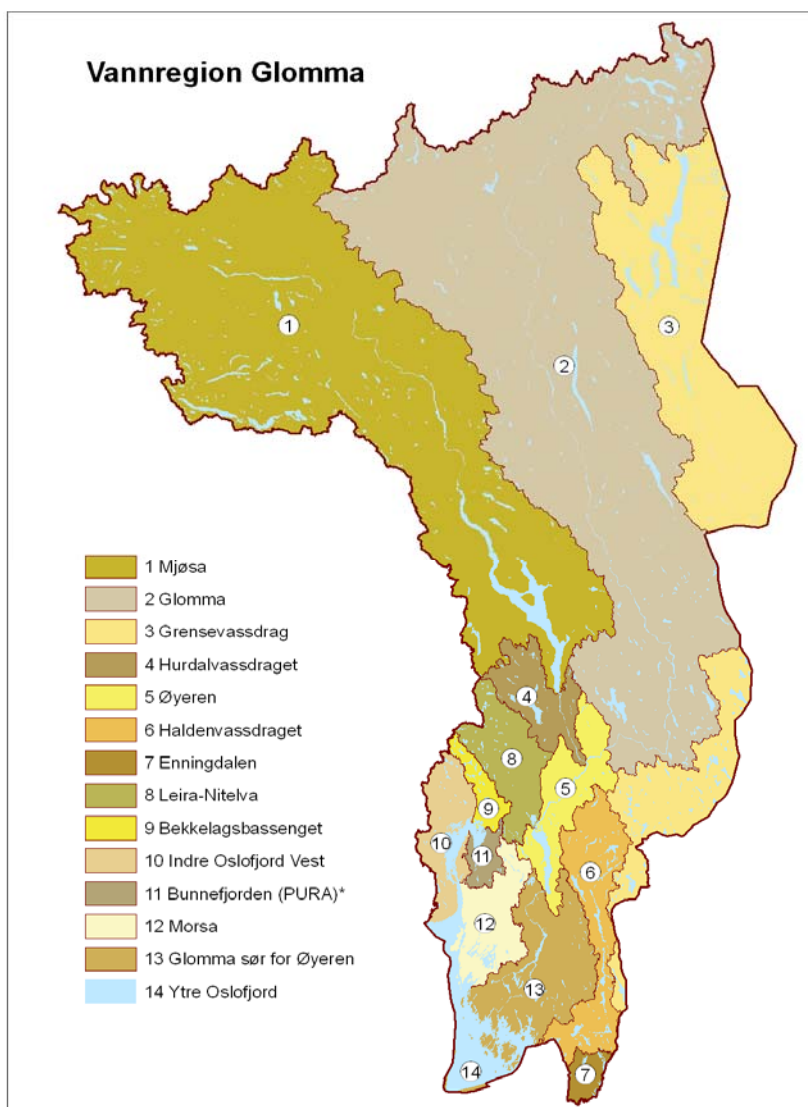 Vannregion Glomma
1
2
3
1 Mjøsa
2 Glomma
3 Grensevassdrag
4 Hurdalvassdraget
5 Øyeren
6 Haldenvassdraget
7 Enningdalen
8 Leira-Nitelva
9 Bekkelagsbassenget
10 Indre Oslofjord Vest
11 Bunnefjorden (PURA)*
12 Morsa
13 Glomma sør for Øyeren
14 Ytre Oslofjord
4
8
5
9
10
11
6
12
13
14
7